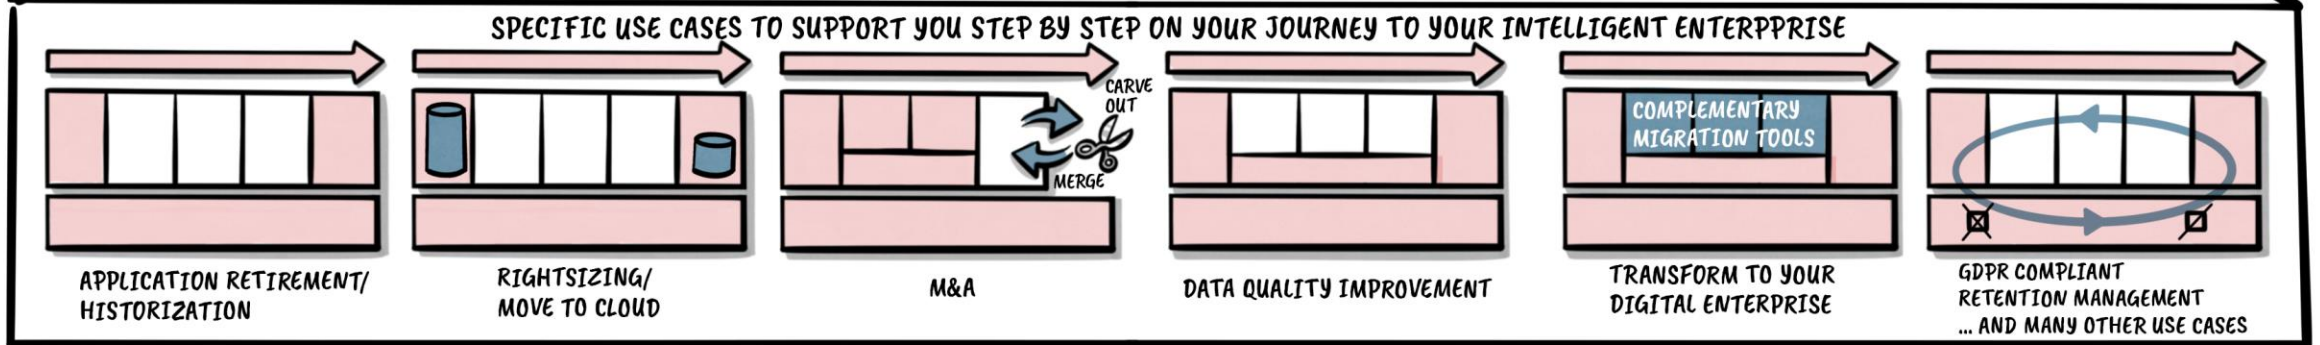 SPECIFIC USE CASES TO SUPPORT YOU STEP BY STEP ON YOUR JOURNEY TO YOUR INTELLIGENT ENTERPPRISE
CARVE
OUT
MERGE
COMPLEMENTARY
MIGRATION TOOLS
APPLICATION RETIREMENT/
HISTORIZATION
RIGHTSIZING/
MOVE TO CLOUD
M&A
DATA QUALITY IMPROVEMENT
TRANSFORM TO YOUR
DIGITAL ENTERPRISE
GDPR COMPLIANT
RETENTION MANAGEMENT
... AND MANY OTHER USE CASES